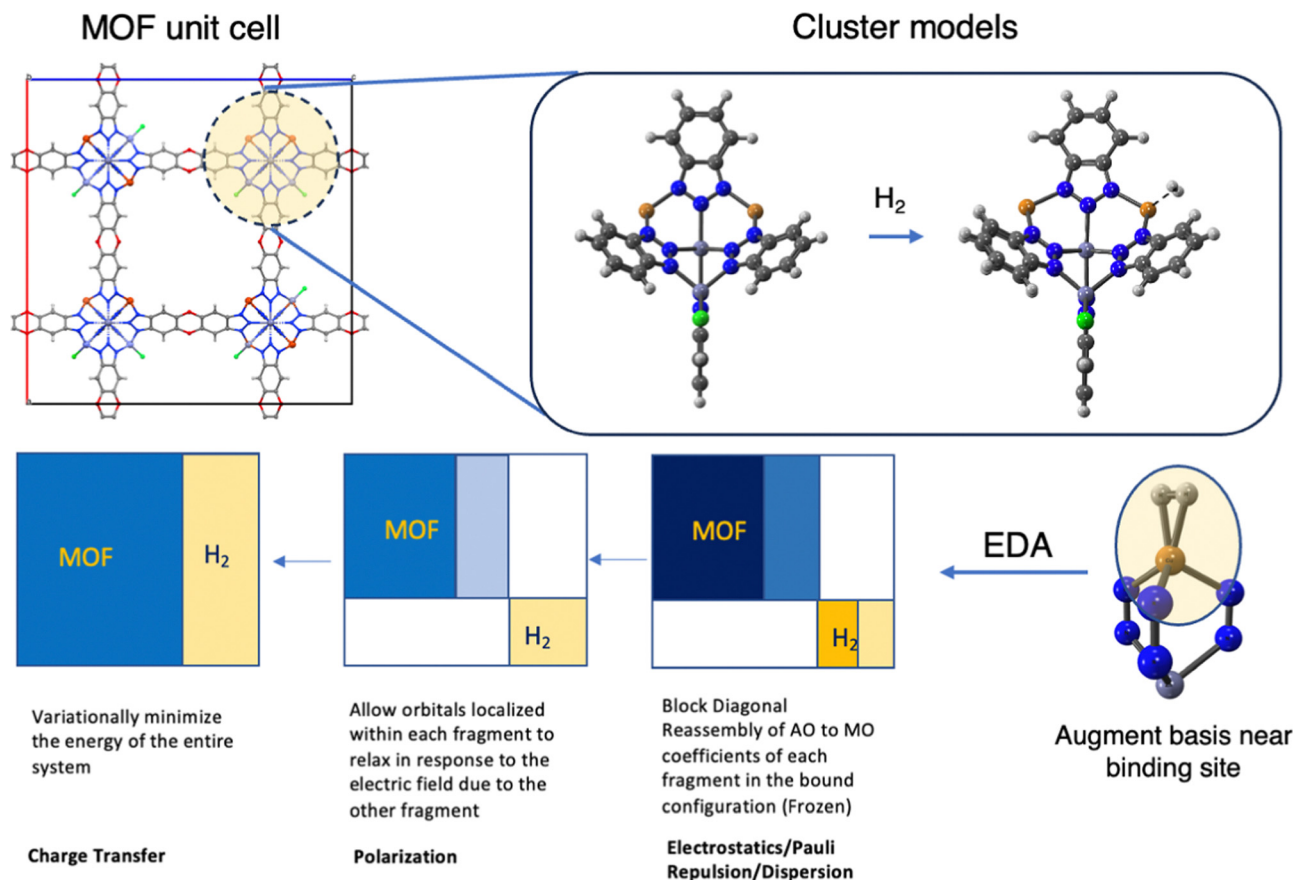 MOF unit cell
Cluster models
H₂
MOF
H₂
MOF
H₂
MOF
H₂
EDA
Variationally minimize
the energy of the entire
system
Charge Transfer
Allow orbitals localized
within each fragment to
relax in response to the
electric field due to the
other fragment
Polarization
Block Diagonal
Reassembly of AO to MO
coefficients of each
fragment in the bound
configuration (Frozen)
Electrostatics/Pauli
Repulsion/Dispersion
Augment basis near
binding site